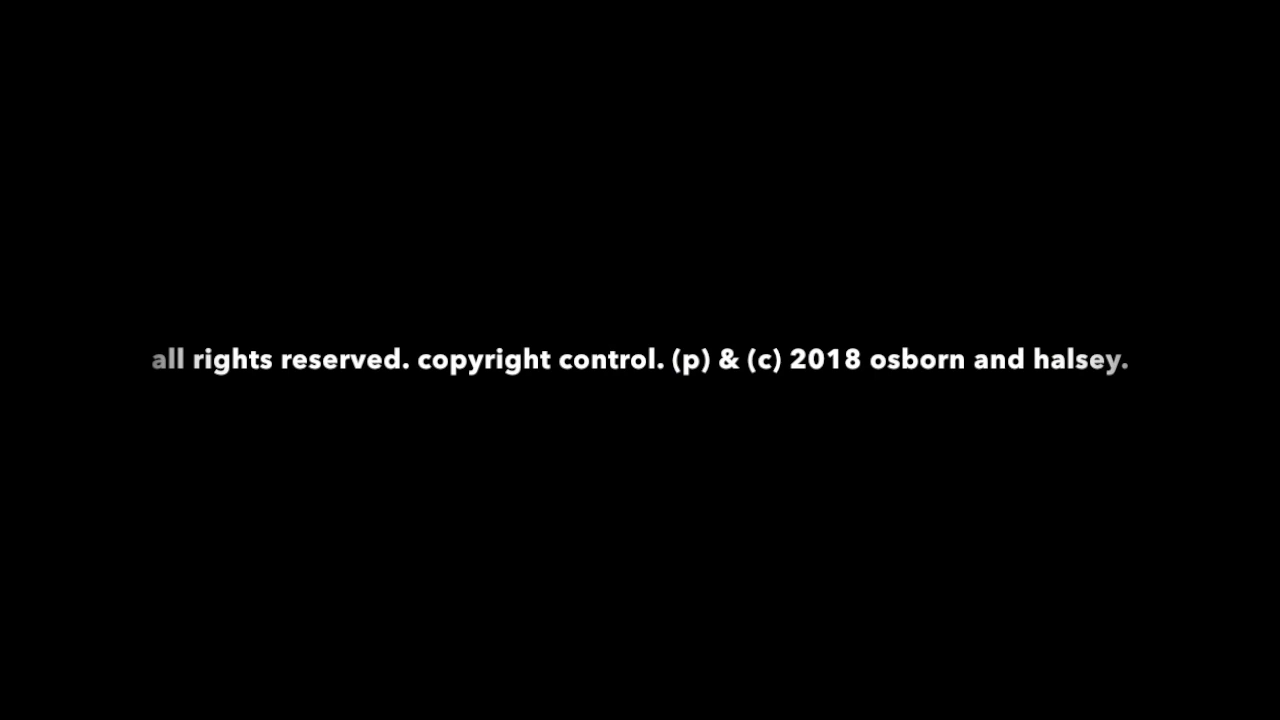 all rights reserved. copyright control. (p) & (c) 2018 osborn and halsey.